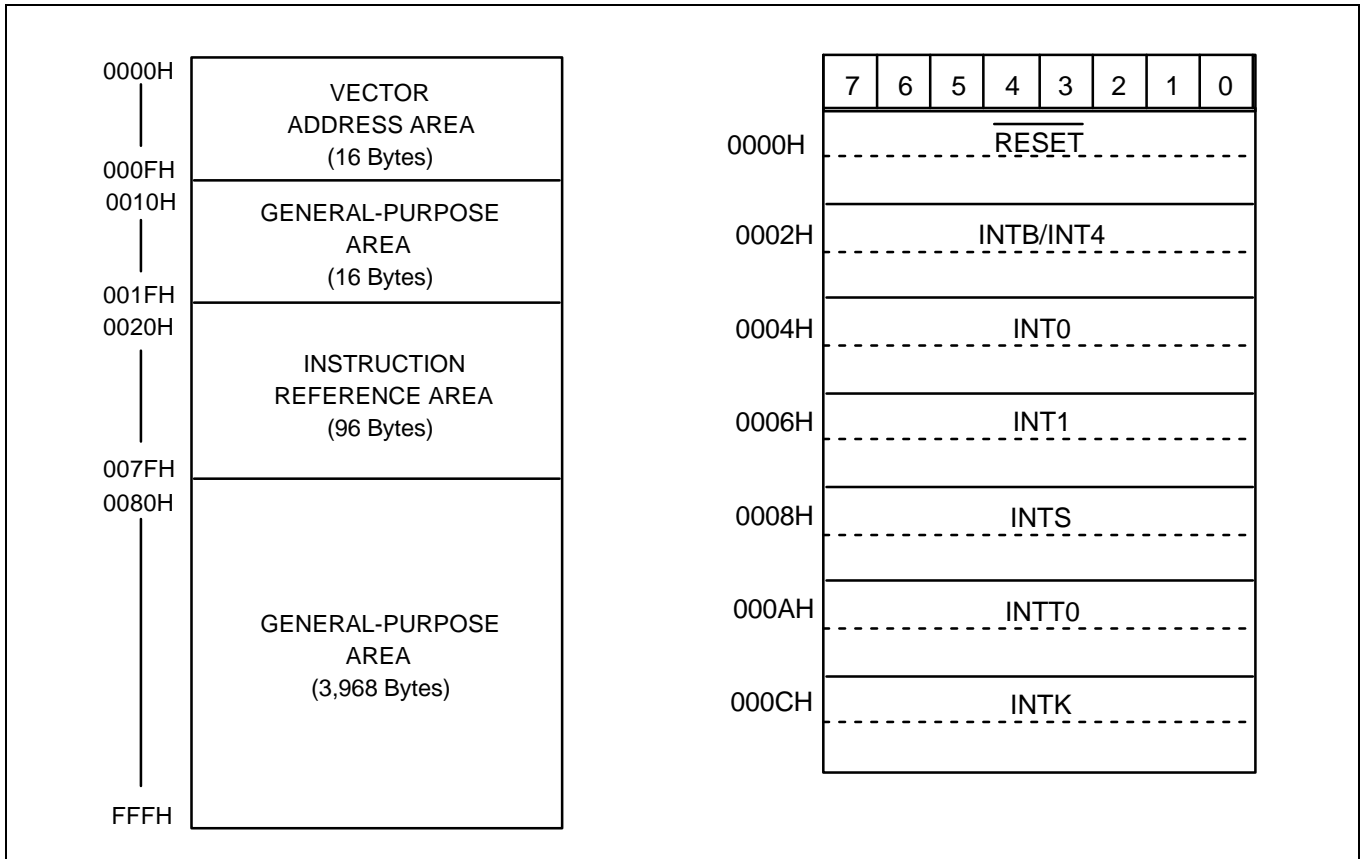 0000H
VECTOR
ADDRESS AREA
(16 Bytes)
000FH
0010H
GENERAL-PURPOSE
AREA
(16 Bytes)
001FH
0020H
INSTRUCTION
REFERENCE AREA
(96 Bytes)
007FH
0080H
GENERAL-PURPOSE
AREA
(3,968 Bytes)
FFFH
7 6 5 4 3 2 1 0
0000H RESET
0002H INTB/INT4
0004H INT0
0006H INT1
0008H INTS
000AH INTT0
000CH INTK